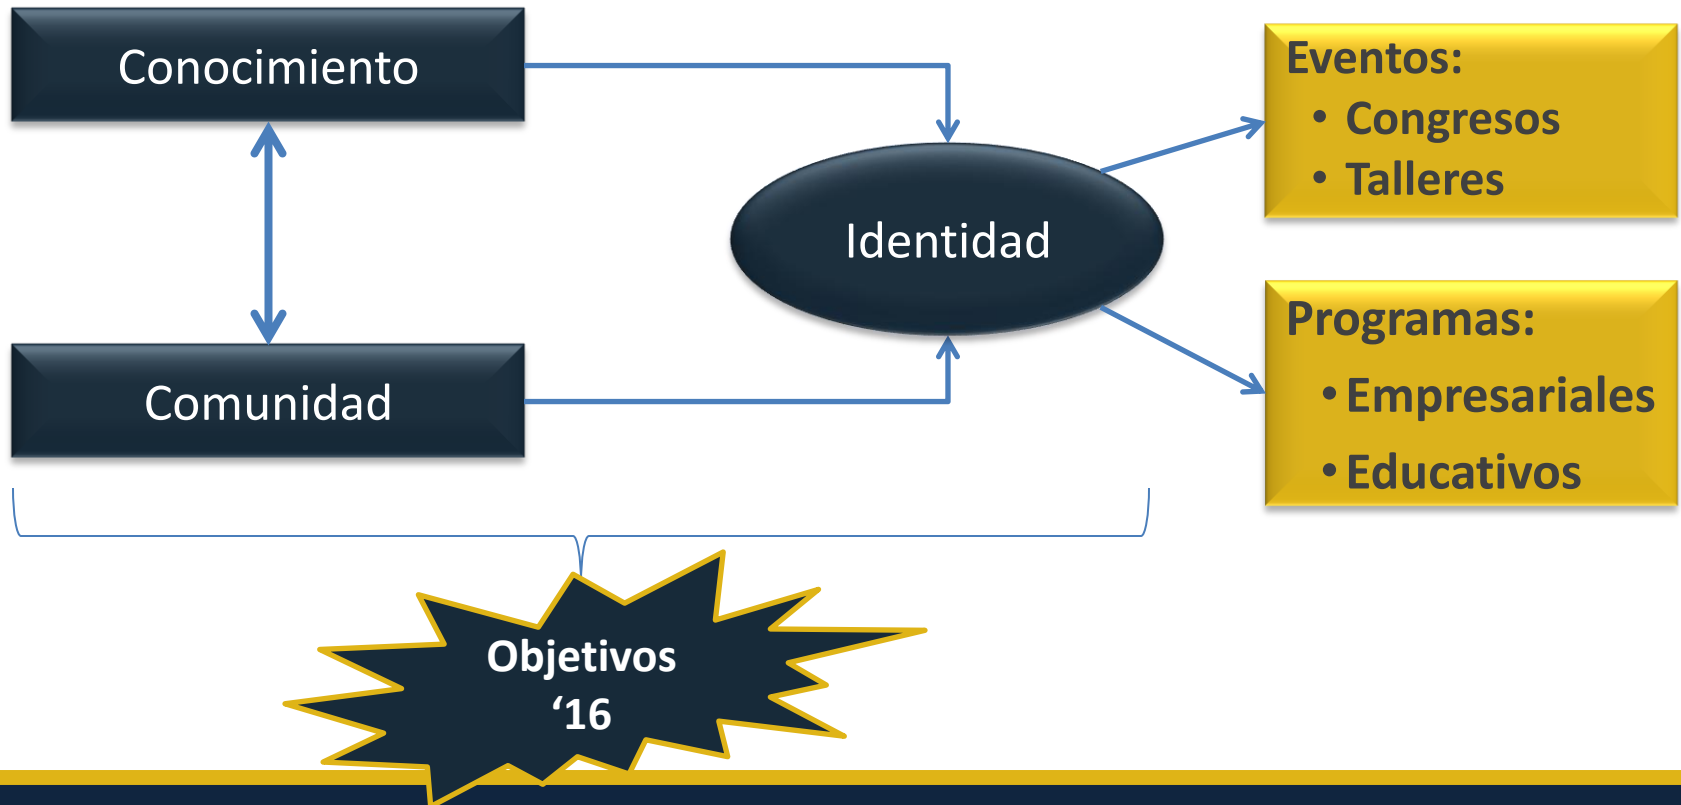 Conocimiento
Comunidad
Identidad
Eventos:
• Congresos
• Talleres
Programas:
• Empresariales
• Educativos
Objetivos
‘16